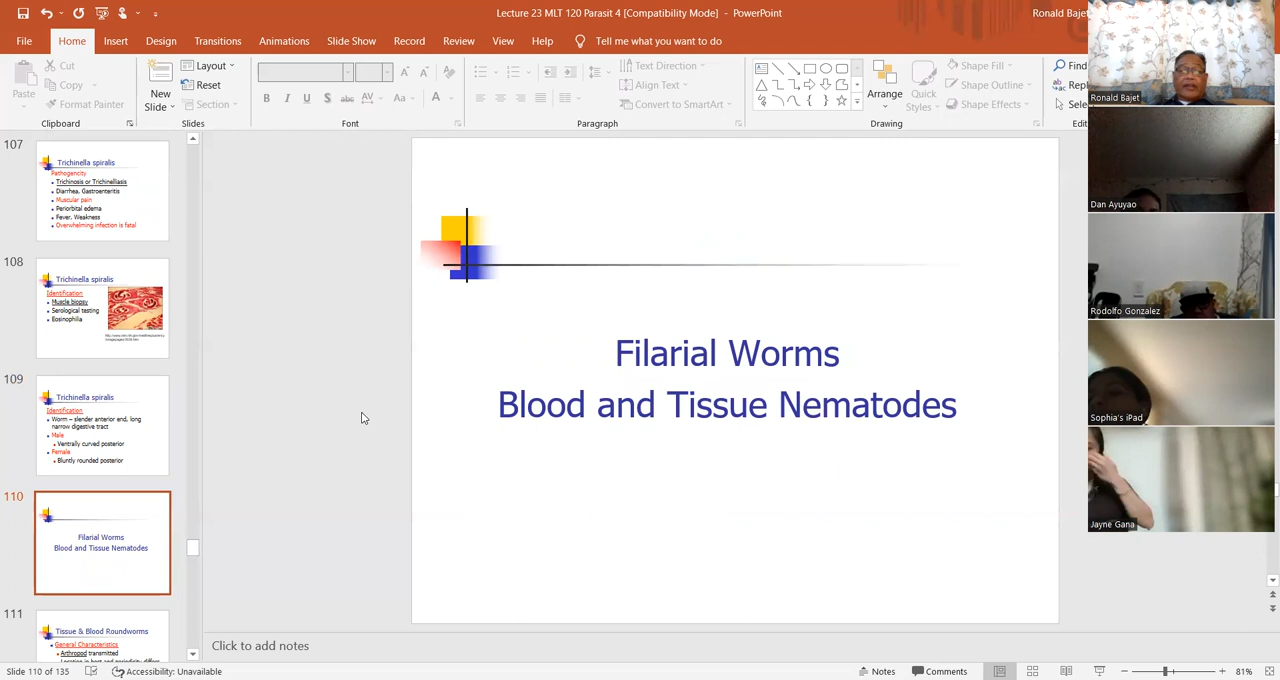 Lecture 23 MLT 120 Parasit 4 [Compatibility Mode] - PowerPoint
Ronald Bajet
File Home Insert Design Slide Show Transitions Animations Record Review View Help Tell me what you want to do
Paste
Cut
Copy
Format Painter
Clipboard
New Slide
Layout
Reset
Section
Slides
B I U S abc AV Aa A
Font
Text Direction
Align Text
Convert to SmartArt
Paragraph
Arrange
Quick Styles
Shape Fill
Shape Outline
Shape Effects
Drawing
Find
107
Trichinella spiralis
Pathogencity
Trichinosis or Trichinelliasis
Diarrhea, Gastroenteritis
Muscular pain
Periorbital edema
Fever, Weakness
Overwhelming infection is fatal
108
Trichinella spiralis
Identification
Muscle biopsy
Serological testing
Eosinophilia
109
Trichinella spiralis
Identification
Worm – slender anterior end, long
narrow digestive tract
Male
Ventrally curved posterior
Female
Bluntly rounded posterior
110
Filarial Worms
Blood and Tissue Nematodes
111
Tissue & Blood Roundworms
General Characteristics
Arthropod transmitted
Filarial Worms
Blood and Tissue Nematodes
Click to add notes
Ronald Bajet
Dan Ayuyao
Rodolfo Gonzalez
Sophia's iPad
Jayne Gana
Slide 110 of 135
Accessibility: Unavailable
Notes
Comments
81%